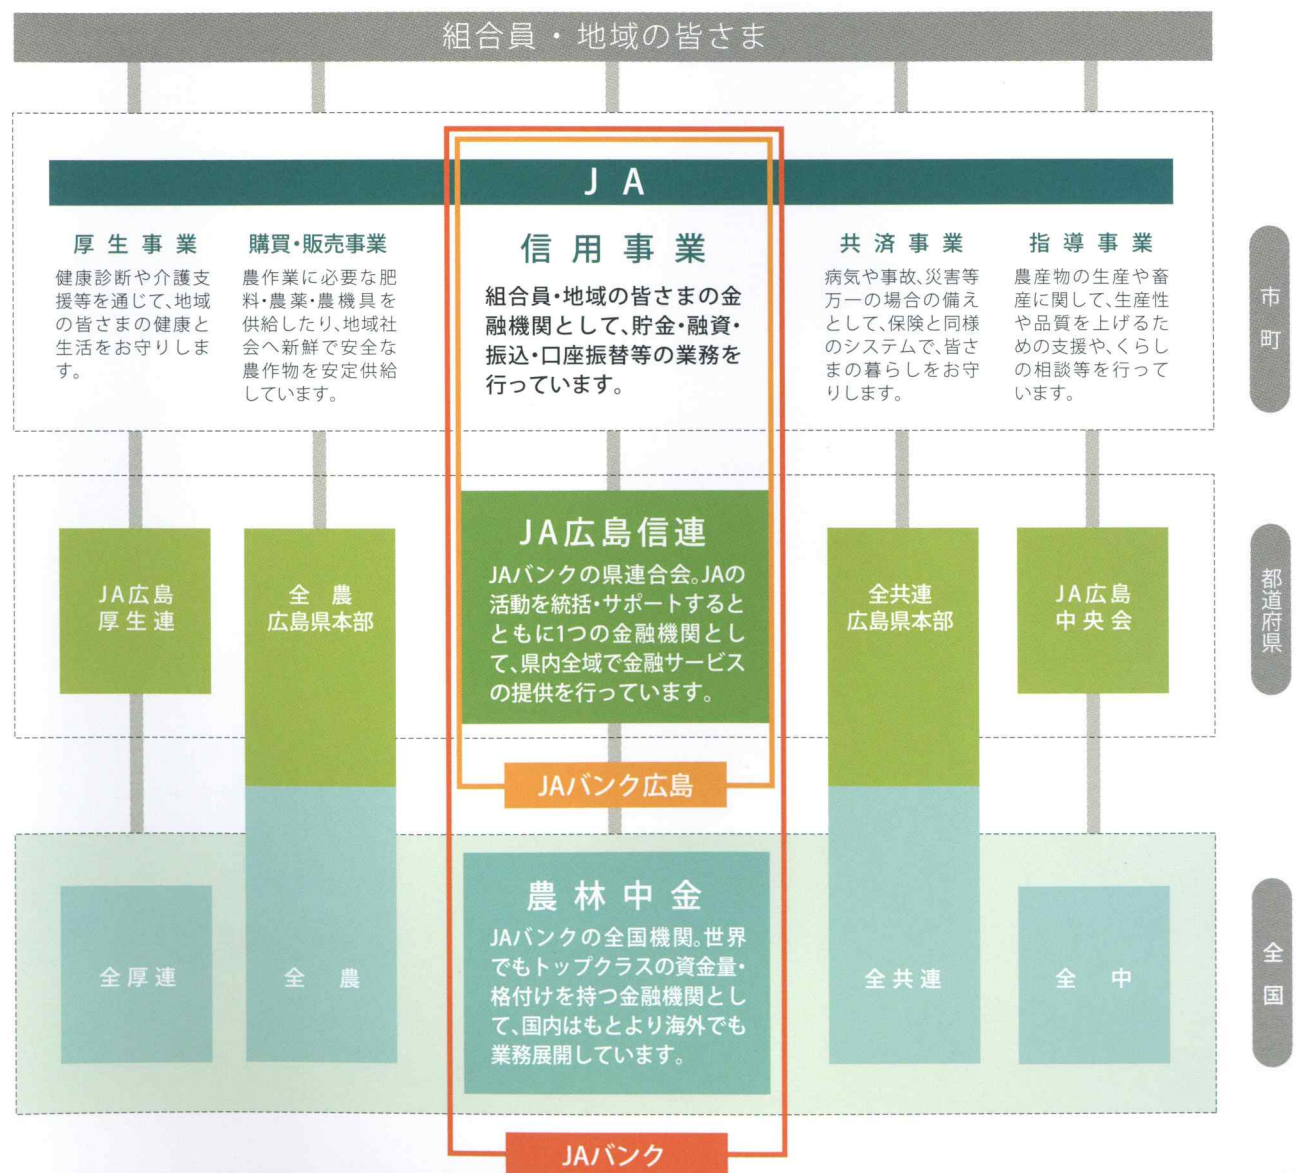 組合員・地域の皆さま
JA
厚生事業
健康診断や介護支
援等を通じて、地域
の皆さまの健康と
生活をお守りしま
す。
購買・販売事業
農作業に必要な肥
料・農薬・農機具を
供給したり、地域社
会へ新鮮で安全な
農作物を安定供給
しています。
信用事業
組合員・地域の皆さまの金
融機関として、貯金・融資・
振込・口座振替等の業務を
行っています。
共済事業
病気や事故、災害等
万一の場合の備え
として、保険と同様
のシステムで、皆さ
まの暮らしをお守
りします。
指導事業
農産物の生産や畜
産に関して、生産性
や品質を上げるた
めの支援や、くらし
の相談等を行って
います。
市町
JA広島
厚生連
全農
広島県本部
JA広島信連
JAバンクの県連合会。JAの
活動を統括・サポートすると
ともに1つの金融機関とし
て、県内全域で金融サービス
の提供を行っています。
全共連
広島県本部
JA広島
中央会
都道府県
JAバンク広島
全厚連
全農
農林中金
JAバンクの全国機関。世界
でもトップクラスの資金量・
格付けを持つ金融機関とし
て、国内はもとより海外でも
業務展開しています。
全共連
全中
全国
JAバンク